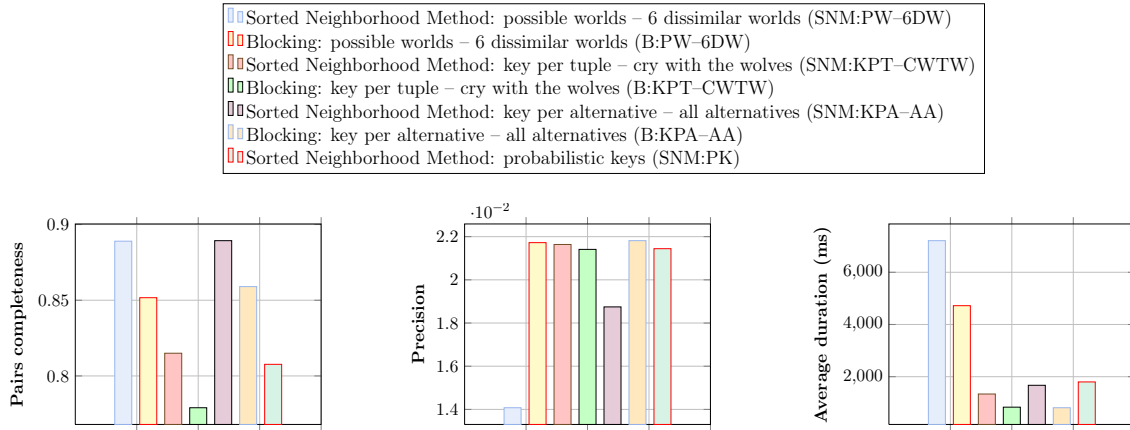 Sorted Neighborhood Method: possible worlds – 6 dissimilar worlds (SNM:PW–6DW)
Blocking: possible worlds – 6 dissimilar worlds (B:PW–6DW)
Sorted Neighborhood Method: key per tuple – cry with the wolves (SNM:KPT–CWTW)
Blocking: key per tuple – cry with the wolves (B:KPT–CWTW)
Sorted Neighborhood Method: key per alternative – all alternatives (SNM:KPA–AA)
Blocking: key per alternative – all alternatives (B:KPA–AA)
Sorted Neighborhood Method: probabilistic keys (SNM:PK)
Pairs completeness
0.9
0.85
0.8
Precision
·10⁻²
2.2
2
1.8
1.6
1.4
Average duration (ms)
6,000
4,000
2,000